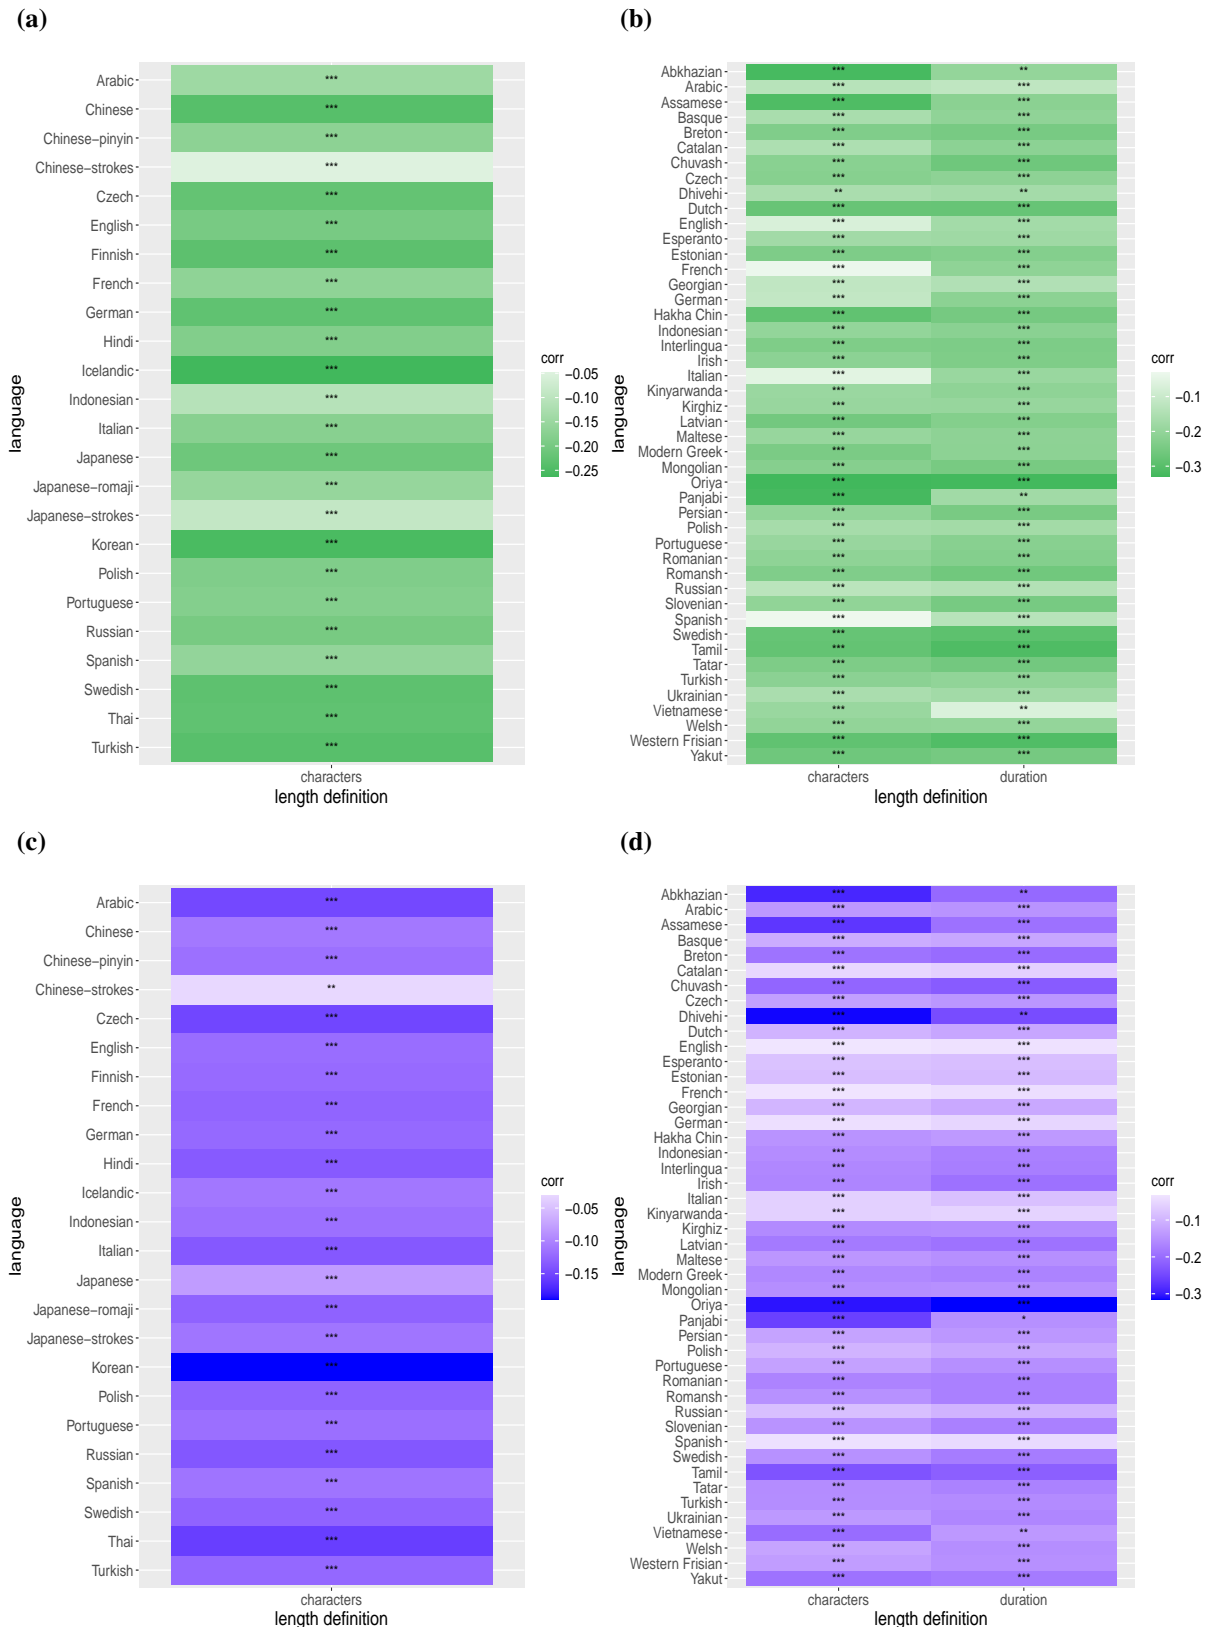 (a)
Arabic ***
Chinese ***
Chinese−pinyin ***
Chinese−strokes ***
Czech ***
English ***
Finnish ***
French ***
German ***
Hindi ***
Icelandic ***
Indonesian ***
Italian ***
Japanese ***
Japanese−romaji ***
Japanese−strokes ***
Korean ***
Polish ***
Portuguese ***
Russian ***
Spanish ***
Swedish ***
Thai ***
Turkish ***
characters
length definition
language
corr
−0.05
−0.10
−0.15
−0.20
−0.25
(b)
Abkhazian *** **
Arabic *** ***
Assamese *** ***
Basque *** ***
Breton *** ***
Catalan *** ***
Chuvash *** ***
Czech *** ***
Dhivehi ** **
Dutch *** ***
English *** ***
Esperanto *** ***
Estonian *** ***
French *** ***
Georgian *** ***
German *** ***
Hakha Chin *** ***
Indonesian *** ***
Interlingua *** ***
Irish *** ***
Italian *** ***
Kinyarwanda *** ***
Kirghiz *** ***
Latvian *** ***
Maltese *** ***
Modern Greek *** ***
Mongolian *** ***
Oriya *** ***
Panjabi *** **
Persian *** ***
Polish *** ***
Portuguese *** ***
Romanian *** ***
Romansh *** ***
Russian *** ***
Slovenian *** ***
Spanish *** ***
Swedish *** ***
Tamil *** ***
Tatar *** ***
Turkish *** ***
Ukrainian *** ***
Vietnamese *** **
Welsh *** ***
Western Frisian *** ***
Yakut *** ***
characters duration
length definition
language
corr
−0.1
−0.2
−0.3
(c)
Arabic ***
Chinese ***
Chinese−pinyin ***
Chinese−strokes **
Czech ***
English ***
Finnish ***
French ***
German ***
Hindi ***
Icelandic ***
Indonesian ***
Italian ***
Japanese ***
Japanese−romaji ***
Japanese−strokes ***
Korean ***
Polish ***
Portuguese ***
Russian ***
Spanish ***
Swedish ***
Thai ***
Turkish ***
characters
length definition
language
corr
−0.05
−0.10
−0.15
(d)
Abkhazian *** **
Arabic *** ***
Assamese *** ***
Basque *** ***
Breton *** ***
Catalan *** ***
Chuvash *** ***
Czech *** ***
Dhivehi *** **
Dutch *** ***
English *** ***
Esperanto *** ***
Estonian *** ***
French *** ***
Georgian *** ***
German *** ***
Hakha Chin *** ***
Indonesian *** ***
Interlingua *** ***
Irish *** ***
Italian *** ***
Kinyarwanda *** ***
Kirghiz *** ***
Latvian *** ***
Maltese *** ***
Modern Greek *** ***
Mongolian *** ***
Oriya *** ***
Panjabi *** *
Persian *** ***
Polish *** ***
Portuguese *** ***
Romanian *** ***
Romansh *** ***
Russian *** ***
Slovenian *** ***
Spanish *** ***
Swedish *** ***
Tamil *** ***
Tatar *** ***
Turkish *** ***
Ukrainian *** ***
Vietnamese *** **
Welsh *** ***
Western Frisian *** ***
Yakut *** ***
characters duration
length definition
language
corr
−0.1
−0.2
−0.3